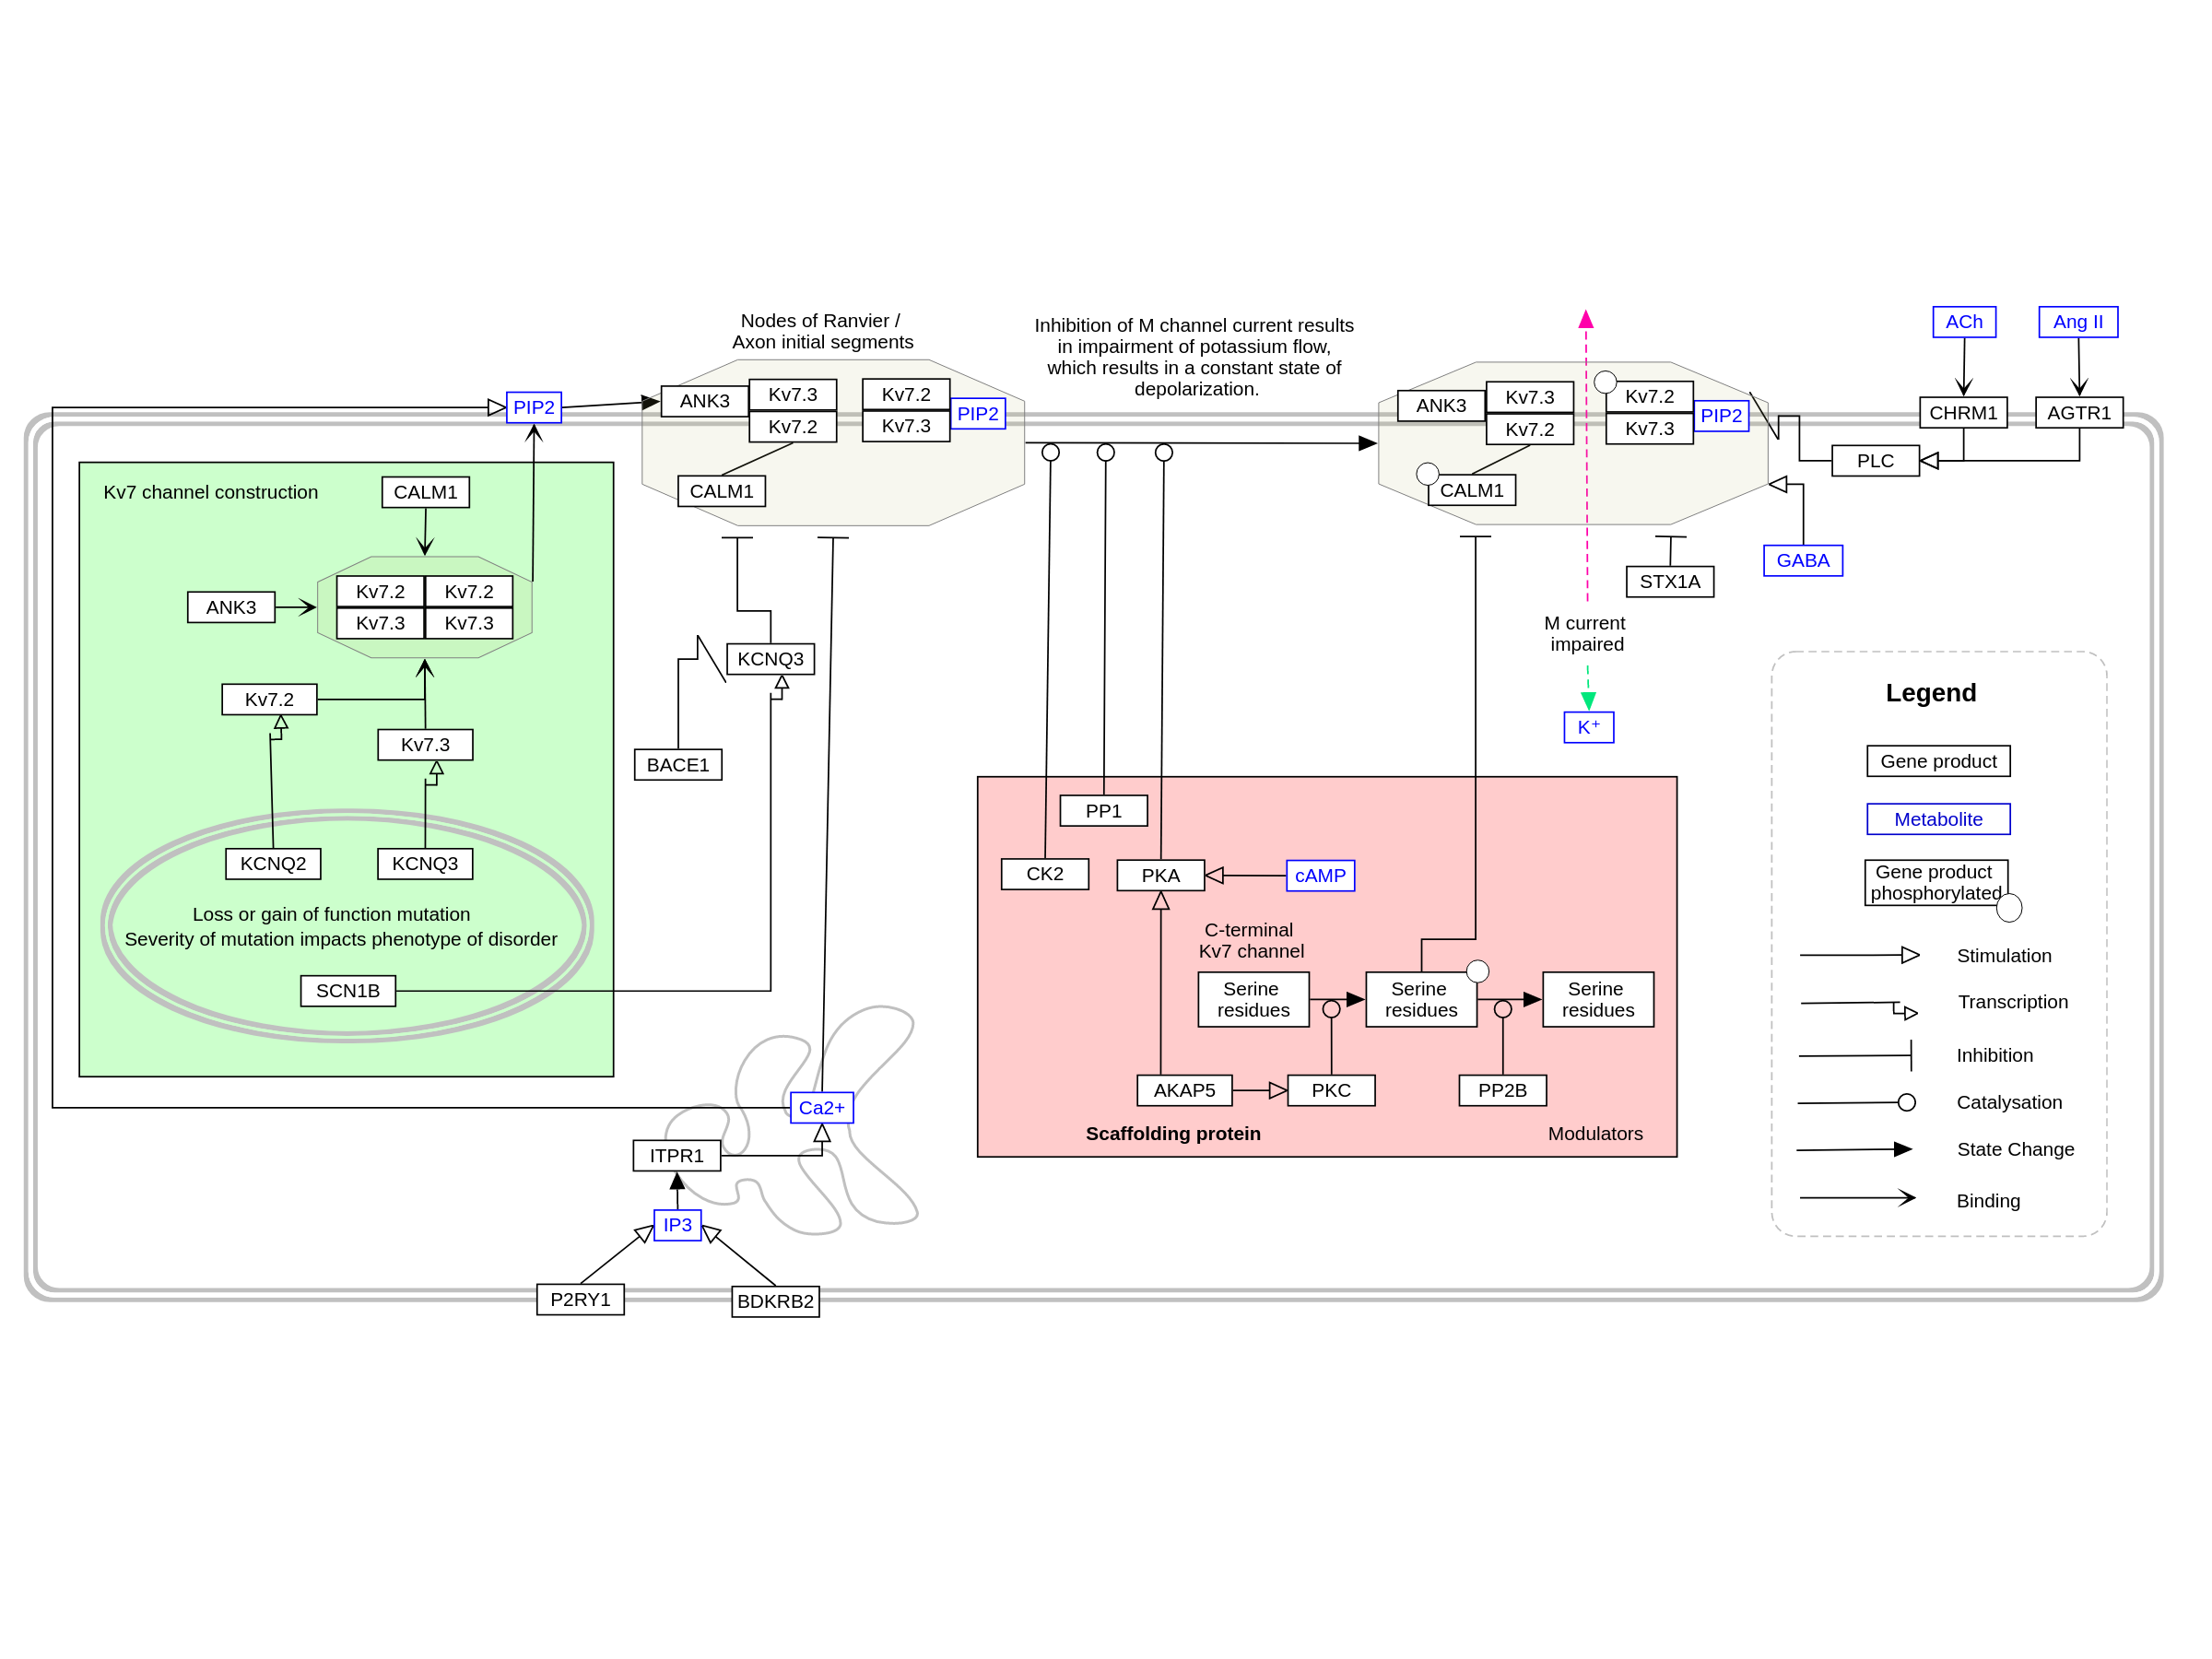 Nodes of Ranvier /
Axon initial segments
Inhibition of M channel current results
in impairment of potassium flow,
which results in a constant state of
depolarization.
ACh
Ang II
PIP2
ANK3
Kv7.3
Kv7.2
Kv7.2
Kv7.3
PIP2
CALM1
ANK3
Kv7.3
Kv7.2
Kv7.2
Kv7.3
PIP2
CALM1
CHRM1
AGTR1
PLC
GABA
STX1A
M current
impaired
K⁺
Kv7 channel construction
CALM1
ANK3
Kv7.2
Kv7.2
Kv7.3
Kv7.3
Kv7.2
Kv7.3
KCNQ2
KCNQ3
Loss or gain of function mutation
Severity of mutation impacts phenotype of disorder
SCN1B
KCNQ3
BACE1
Ca2+
ITPR1
IP3
P2RY1
BDKRB2
PP1
CK2
PKA
cAMP
C-terminal
Kv7 channel
Serine
residues
Serine
residues
Serine
residues
AKAP5
PKC
PP2B
Scaffolding protein
Modulators
Legend
Gene product
Metabolite
Gene product
phosphorylated
Stimulation
Transcription
Inhibition
Catalysation
State Change
Binding